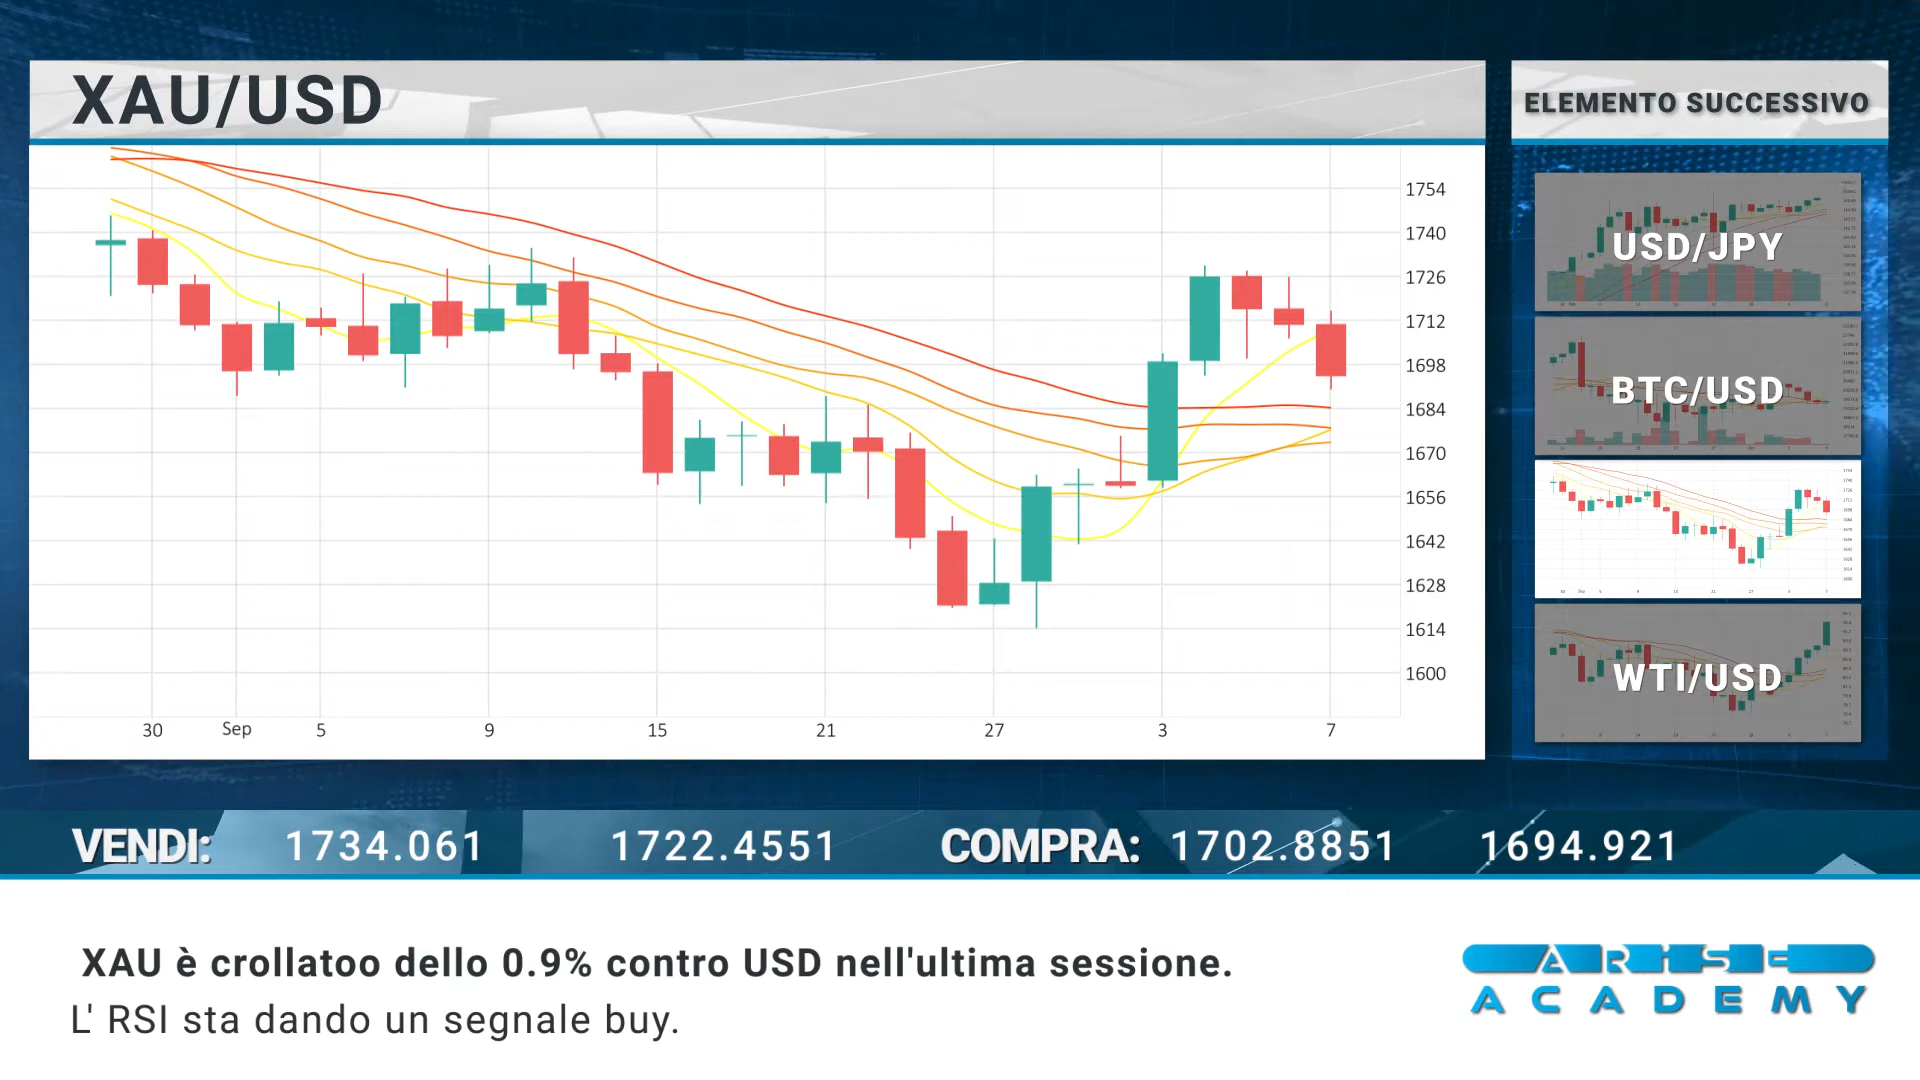 XAU/USD
ELEMENTO SUCCESSIVO
1754
1740
1726
1712
1698
1684
1670
1656
1642
1628
1614
1600
30 Sep 5 9 15 21 27 3 7
USD/JPY
BTC/USD
WTI/USD
VENDI: 1734.061 1722.4551 COMPRA: 1702.8851 1694.921
XAU è crollatoo dello 0.9% contro USD nell'ultima sessione.
L' RSI sta dando un segnale buy.
ARISE
ACADEMY